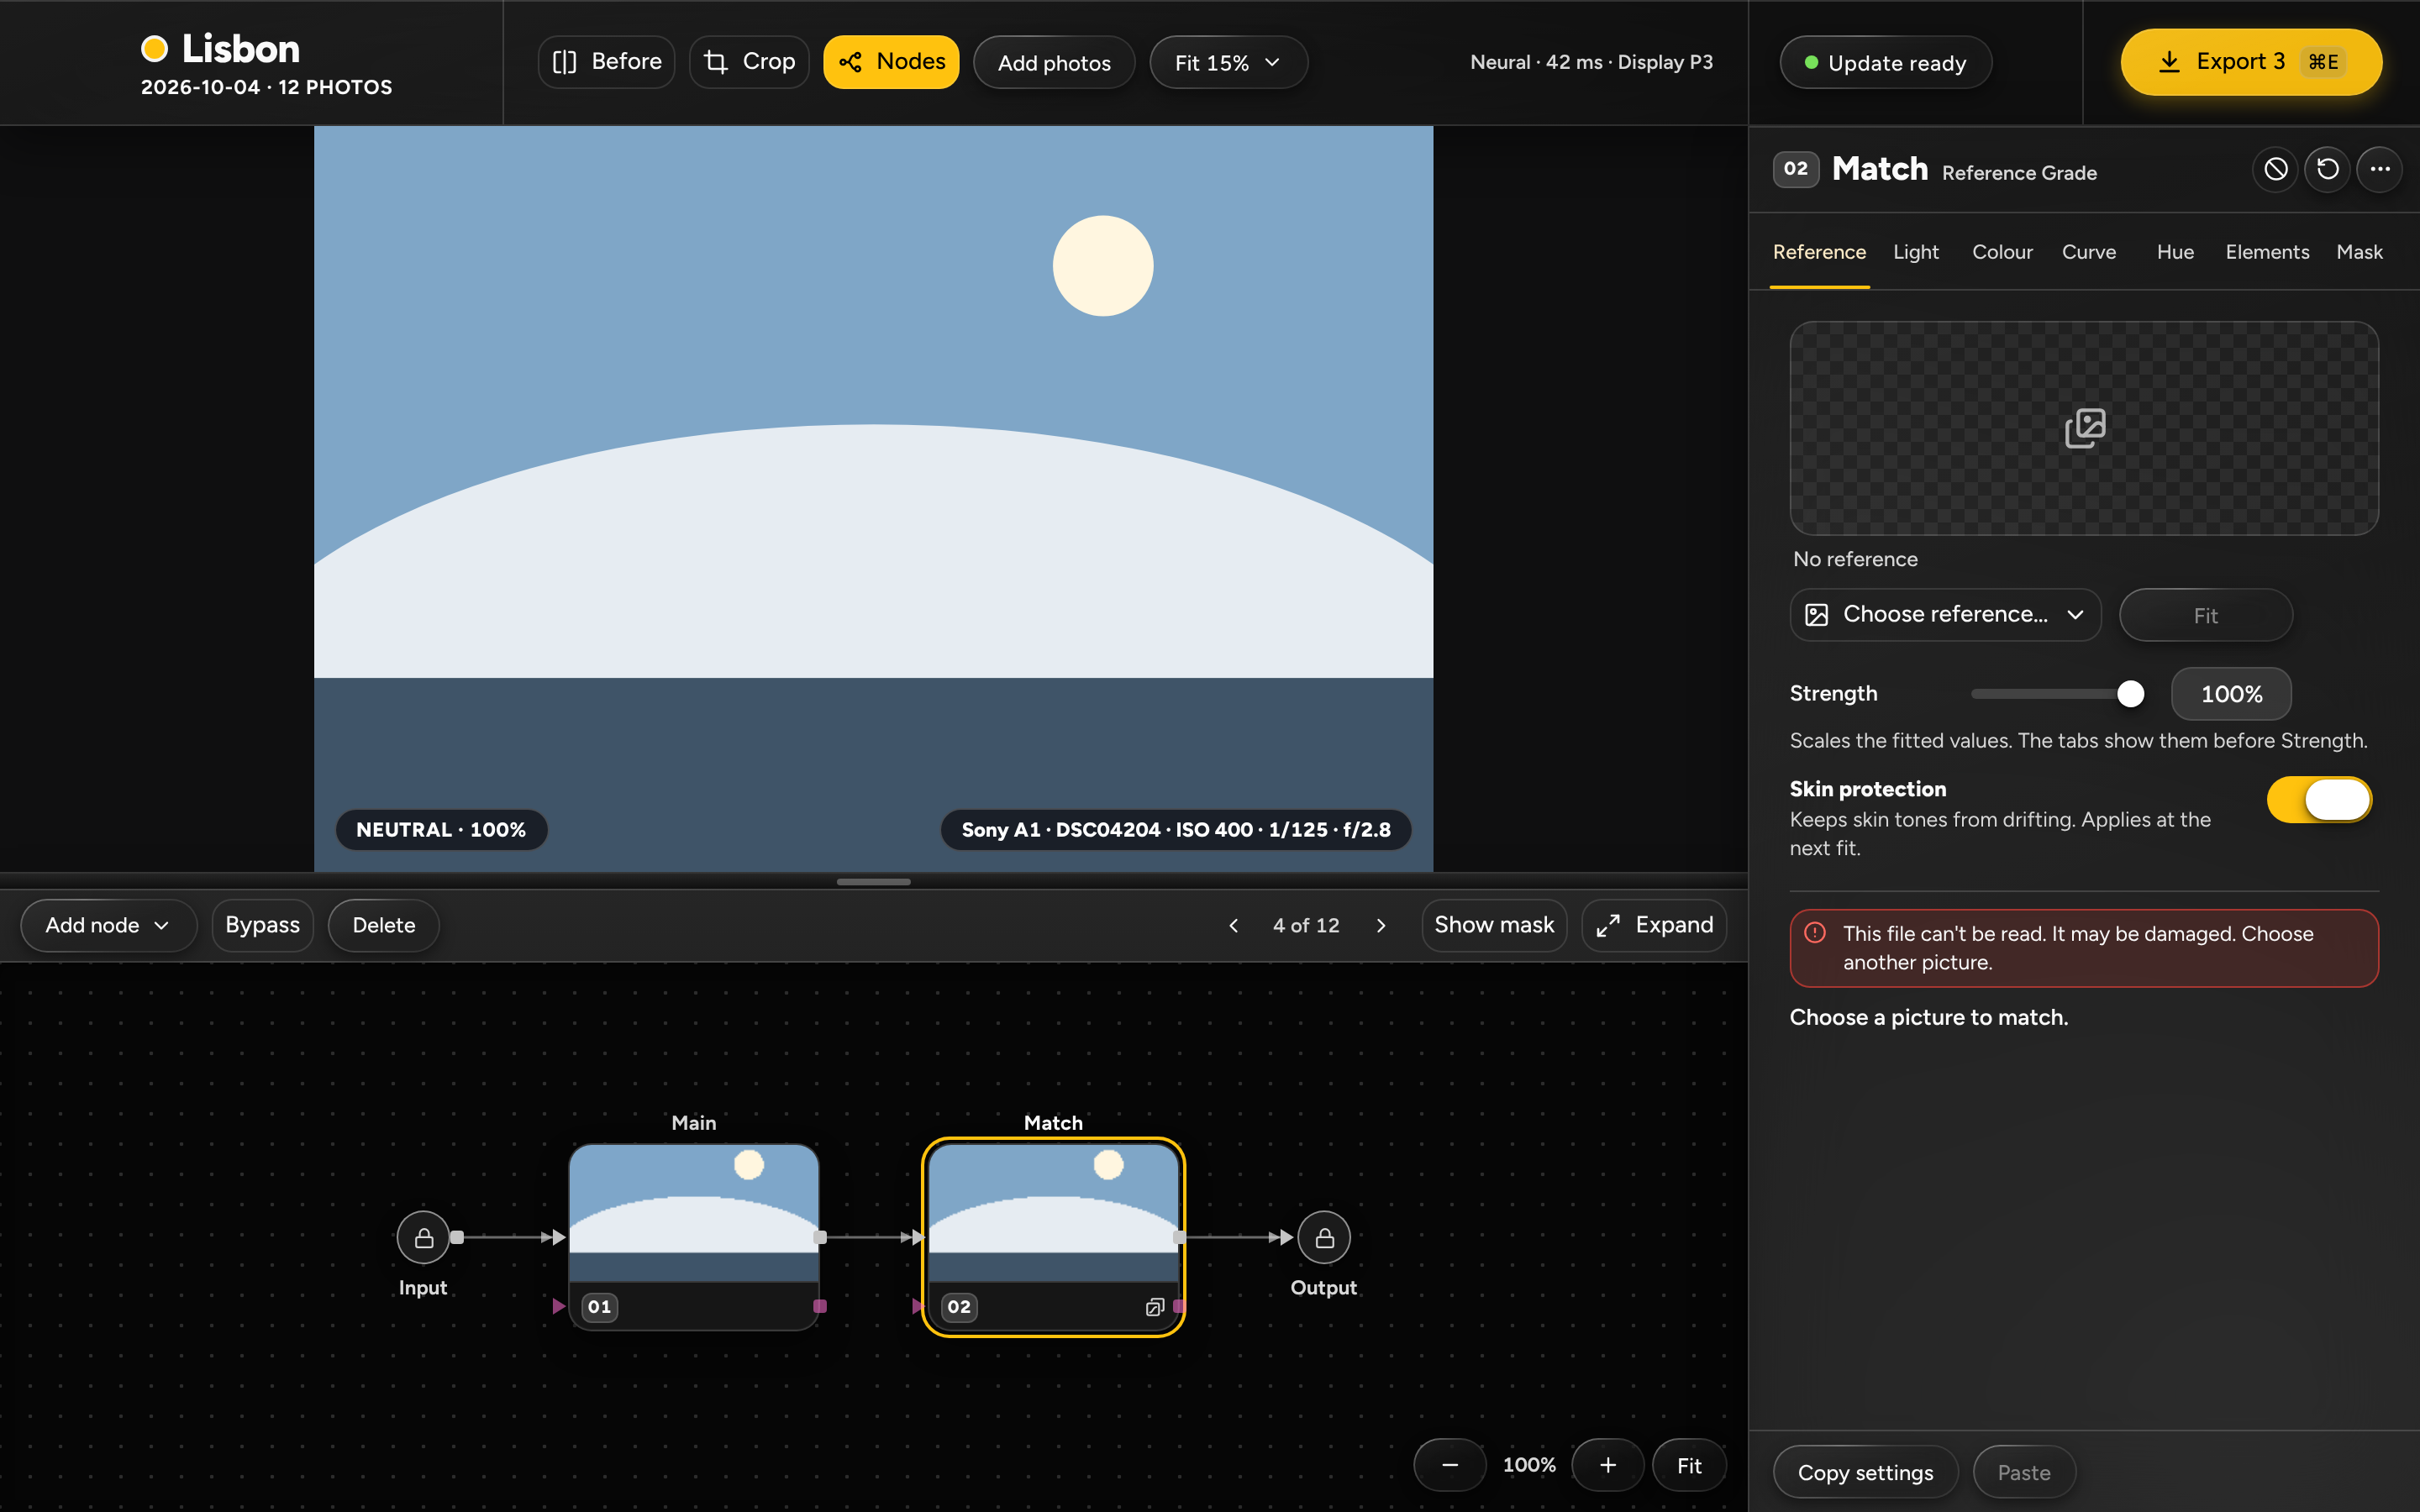 Lisbon
2026-10-04 · 12 PHOTOS
Before
Crop
Nodes
Add photos
Fit 15%
Neural · 42 ms · Display P3
Update ready
Export 3 ⌘E
02 Match Reference Grade
Reference Light Colour Curve Hue Elements Mask
No reference
Choose reference...
Fit
Strength
100%
Scales the fitted values. The tabs show them before Strength.
Skin protection
Keeps skin tones from drifting. Applies at the
next fit.
This file can't be read. It may be damaged. Choose
another picture.
Choose a picture to match.
NEUTRAL · 100%
Sony A1 · DSC04204 · ISO 400 · 1/125 · f/2.8
Add node
Bypass
Delete
4 of 12
Show mask
Expand
Main
Match
Input
Output
01
02
100%
Fit
Copy settings
Paste